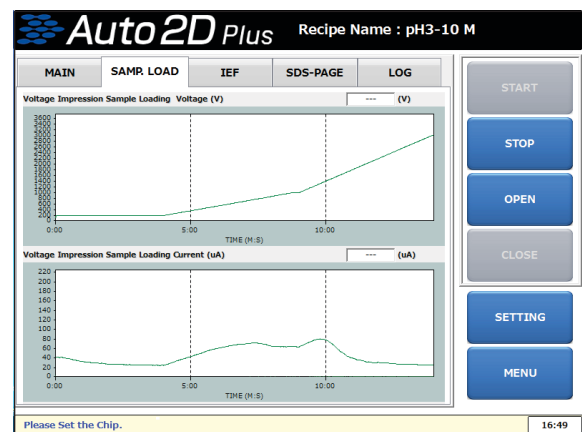 Auto2D Plus Recipe Name : pH3-10 M
MAIN SAMP. LOAD IEF SDS-PAGE LOG
Voltage Impression Sample Loading Voltage (V) --- (V)
3600
3400
3200
3000
2800
2600
2400
2200
2000
1800
1600
1400
1200
1000
800
600
400
200
0
0:00 5:00 10:00
TIME (M:S)
Voltage Impression Sample Loading Current (uA) --- (uA)
220
200
180
160
140
120
100
80
60
40
20
0
0:00 5:00 10:00
TIME (M:S)
START
STOP
OPEN
CLOSE
SETTING
MENU
Please Set the Chip. 16:49